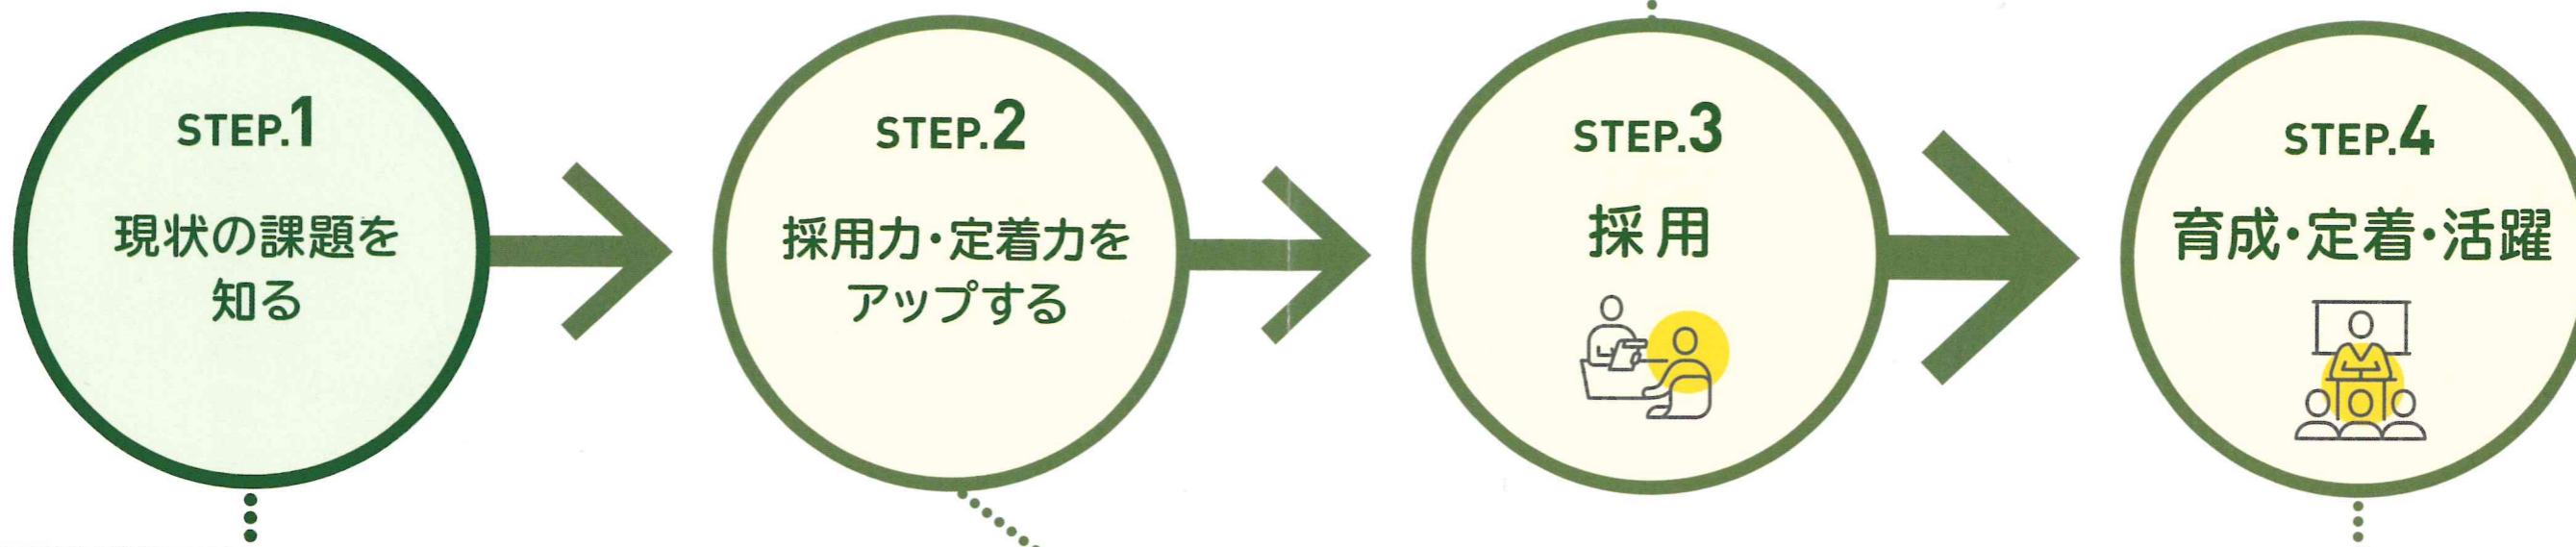 STEP.1
現状の課題を
知る
STEP.2
採用力・定着力を
アップする
STEP.3
採用
STEP.4
育成・定着・活躍